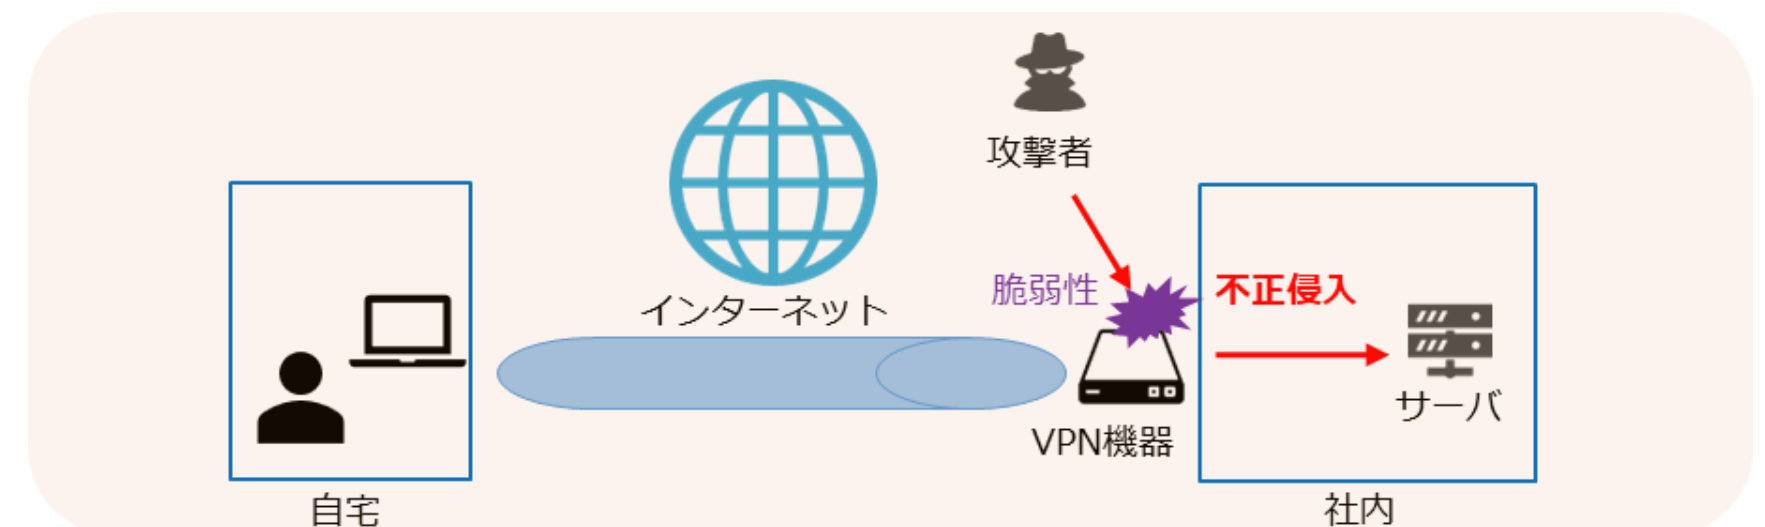 攻撃者
脆弱性
不正侵入
インターネット
サーバ
VPN機器
自宅
社内